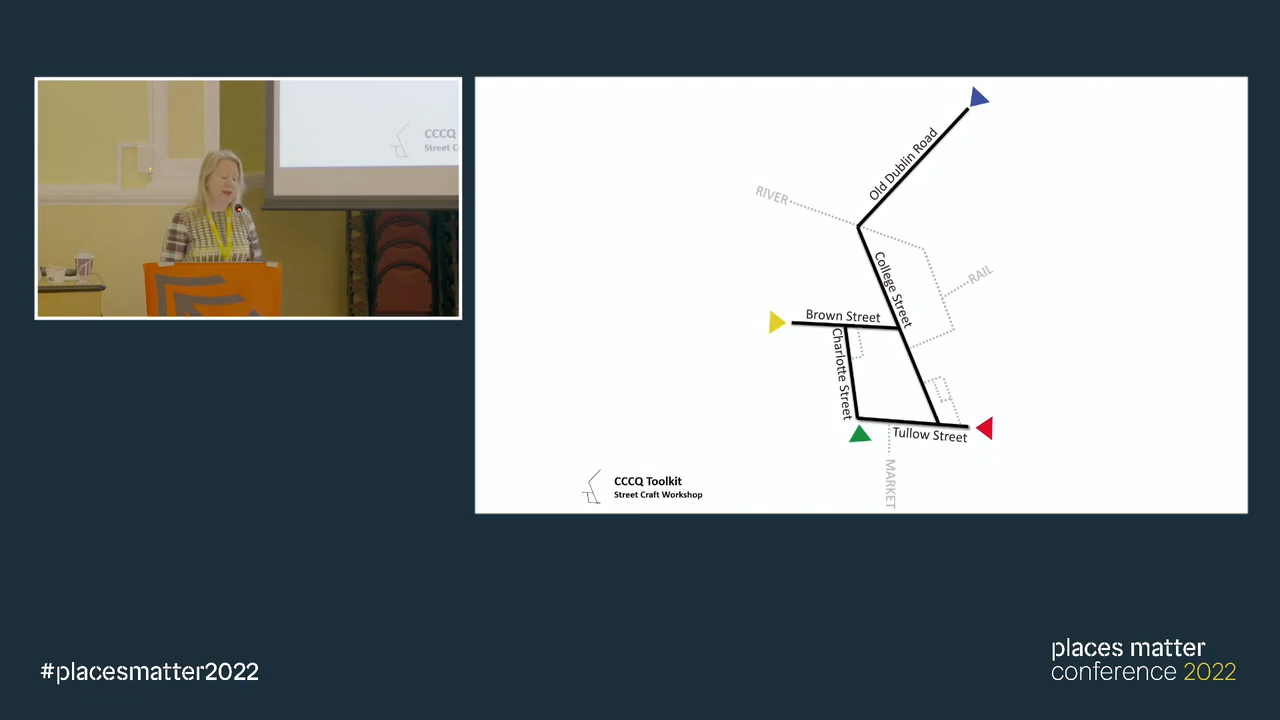 CCCQ
Street C
Old Dublin Road
RIVER
College Street
RAIL
Brown Street
Charlotte Street
Tullow Street
MARKET
CCCQ Toolkit
Street Craft Workshop
#placesmatter2022
places matter
conference 2022